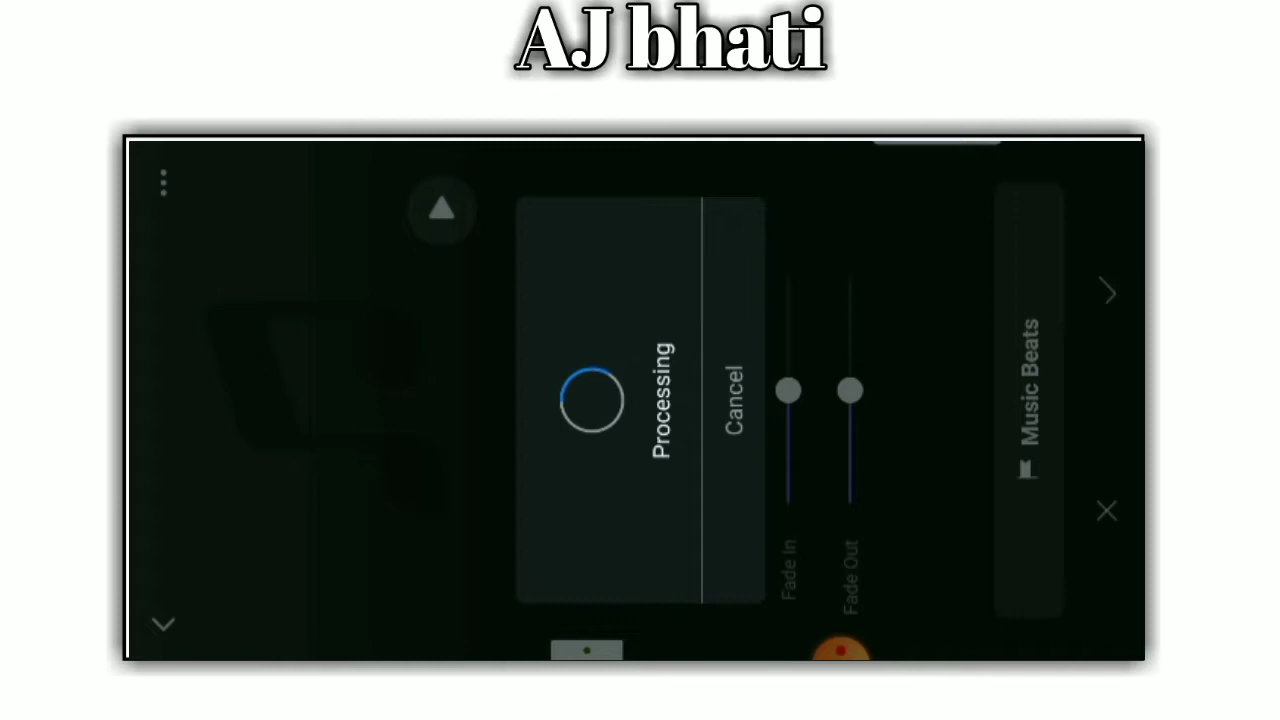 AJ bhati
Processing
Cancel
Fade In
Fade Out
Music Beats